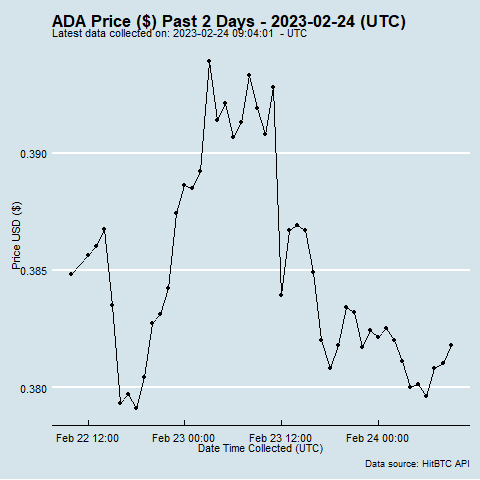 ADA Price ($) Past 2 Days - 2023-02-24 (UTC)
Latest data collected on: 2023-02-24 09:04:01  - UTC
Price USD ($)
0.390
0.385
0.380
Feb 22 12:00 Feb 23 00:00 Feb 23 12:00 Feb 24 00:00
Date Time Collected (UTC)
Data source: HitBTC API